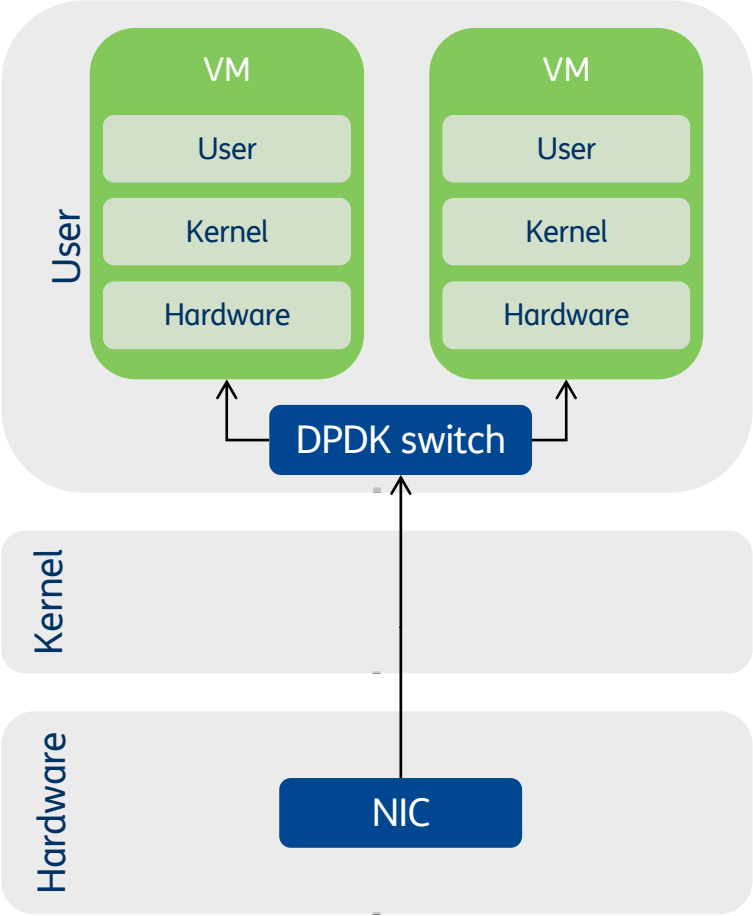 VM
User
Kernel
Hardware
VM
User
Kernel
Hardware
User
DPDK switch
Kernel
Hardware
NIC